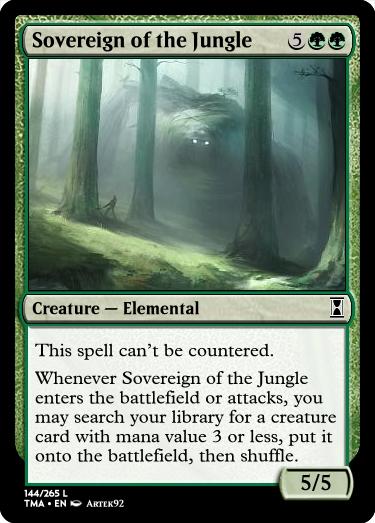 Sovereign of the Jungle 5
Creature — Elemental
This spell can't be countered.
Whenever Sovereign of the Jungle
enters the battlefield or attacks, you
may search your library for a creature
card with mana value 3 or less, put it
onto the battlefield, then shuffle.
5/5
144/265 L
TMA • EN Artek92